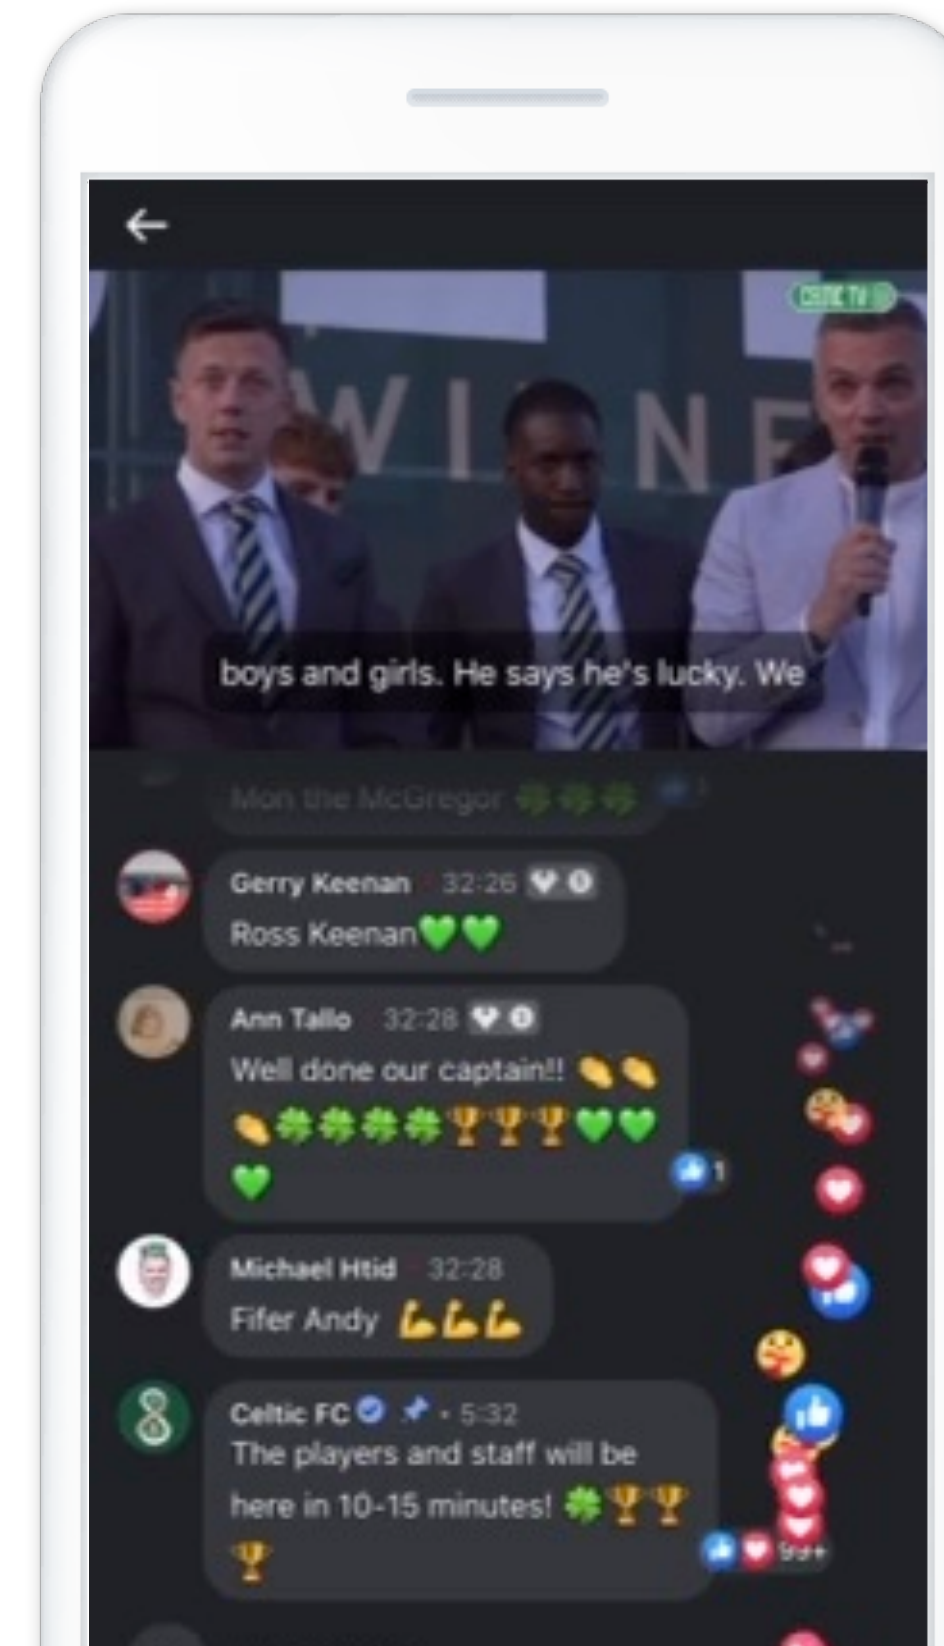 CELTIC TV
WI NNE
boys and girls. He says he's lucky. We
Mon the McGregor 🍀🍀🍀
Gerry Keenan 32:26
Ross Keenan💚💚
Ann Tallo 32:28
Well done our captain!! 👏👏
👏🍀🍀🍀🍀🏆🏆🏆💚💚
💚
1
Michael Htid 32:28
Fifer Andy 💪💪💪
Celtic FC • 5:32
The players and staff will be
here in 10-15 minutes! 🍀🏆🏆
🏆
99+